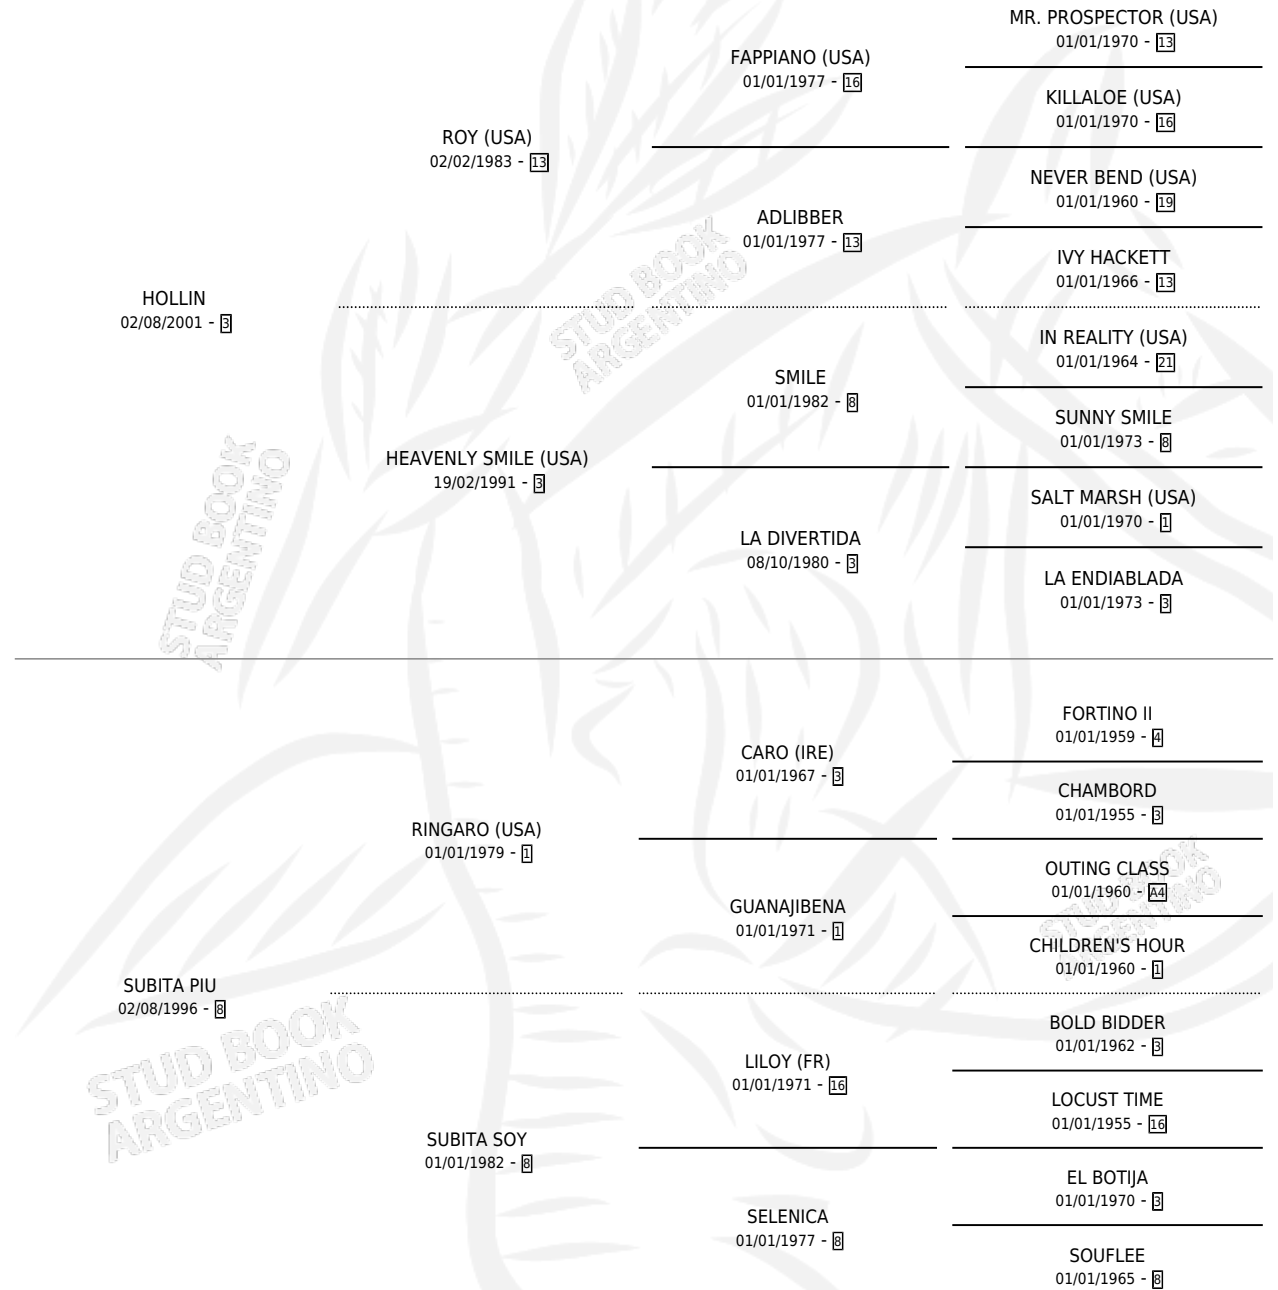 HOLLIN
02/08/2001 - 3
ROY (USA)
02/02/1983 - 13
HEAVENLY SMILE (USA)
19/02/1991 - 3
FAPPIANO (USA)
01/01/1977 - 16
ADLIBBER
01/01/1977 - 13
SMILE
01/01/1982 - 8
LA DIVERTIDA
08/10/1980 - 3
MR. PROSPECTOR (USA)
01/01/1970 - 13
KILLALOE (USA)
01/01/1970 - 16
NEVER BEND (USA)
01/01/1960 - 19
IVY HACKETT
01/01/1966 - 13
IN REALITY (USA)
01/01/1964 - 21
SUNNY SMILE
01/01/1973 - 8
SALT MARSH (USA)
01/01/1970 - 1
LA ENDIABLADA
01/01/1973 - 3
SUBITA PIU
02/08/1996 - 8
RINGARO (USA)
01/01/1979 - 1
SUBITA SOY
01/01/1982 - 8
CARO (IRE)
01/01/1967 - 3
GUANAJIBENA
01/01/1971 - 1
LILOY (FR)
01/01/1971 - 16
SELENICA
01/01/1977 - 8
FORTINO II
01/01/1959 - 4
CHAMBORD
01/01/1955 - 3
OUTING CLASS
01/01/1960 - A4
CHILDREN'S HOUR
01/01/1960 - 1
BOLD BIDDER
01/01/1962 - 3
LOCUST TIME
01/01/1955 - 16
EL BOTIJA
01/01/1970 - 3
SOUFLEE
01/01/1965 - 8
STUD BOOK
ARGENTINO
STUD BOOK
ARGENTINO
STUD BOOK
ARGENTINO
STUD BOOK
ARGENTINO